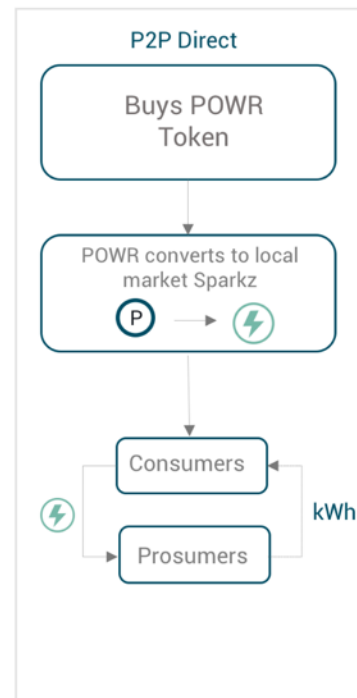 P2P Direct
Buys POWR
Token
POWR converts to local
market Sparkz
P
Consumers
kWh
Prosumers